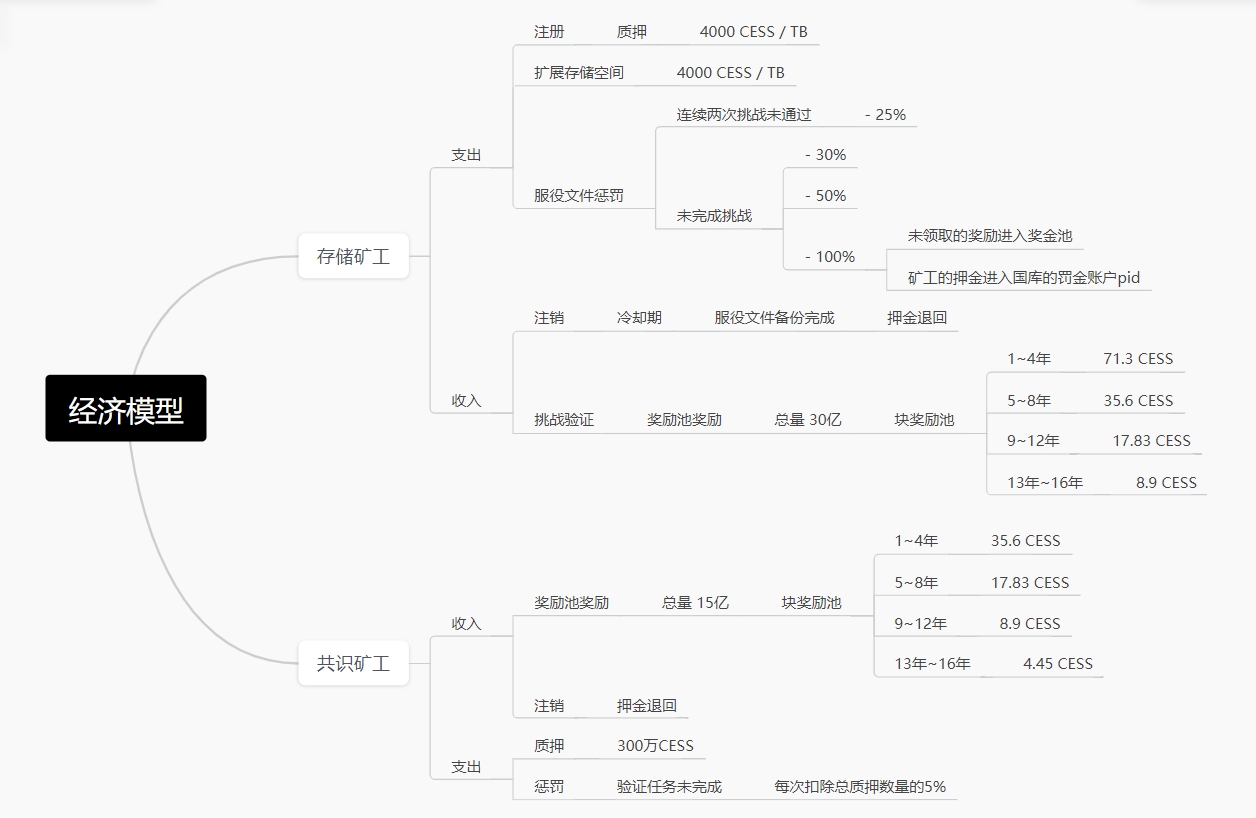 经济模型
存储矿工
支出
注册 质押 4000 CESS / TB
扩展存储空间 4000 CESS / TB
服役文件惩罚
连续两次挑战未通过 - 25%
未完成挑战
- 30%
- 50%
- 100%
未领取的奖励进入奖金池
矿工的押金进入国库的罚金账户pid
收入
注销 冷却期 服役文件备份完成 押金退回
挑战验证 奖励池奖励 总量 30亿 块奖励池
1~4年 71.3 CESS
5~8年 35.6 CESS
9~12年 17.83 CESS
13年~16年 8.9 CESS
共识矿工
收入
奖励池奖励 总量 15亿 块奖励池
1~4年 35.6 CESS
5~8年 17.83 CESS
9~12年 8.9 CESS
13年~16年 4.45 CESS
注销 押金退回
支出
质押 300万CESS
惩罚 验证任务未完成 每次扣除总质押数量的5%